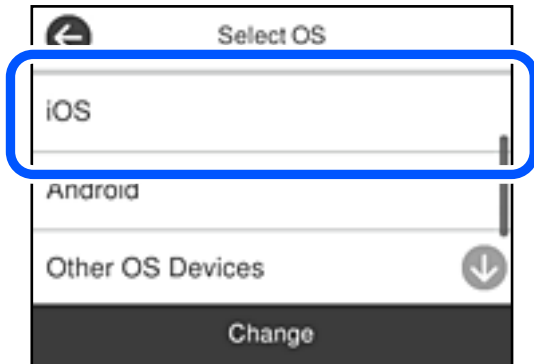 Select OS
iOS
Android
Other OS Devices
Change